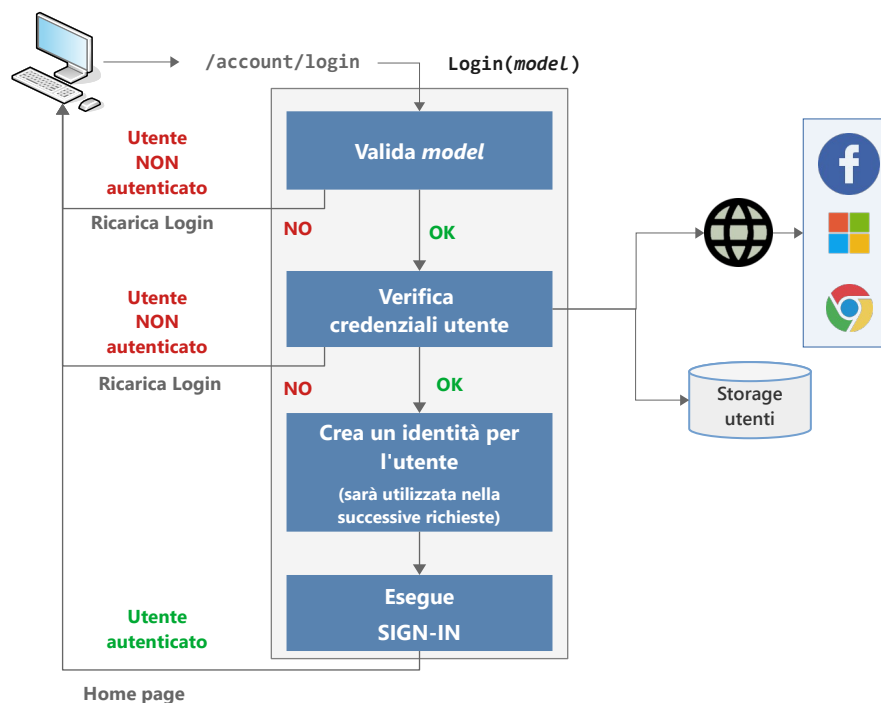 /account/login
Login(model)
Utente
NON
autenticato
Valida model
Ricarica Login
NO
OK
Utente
NON
autenticato
Verifica
credenziali utente
Ricarica Login
NO
OK
Storage
utenti
Crea un identità per
l'utente
(sarà utilizzata nella
successive richieste)
Utente
autenticato
Esegue
SIGN-IN
Home page